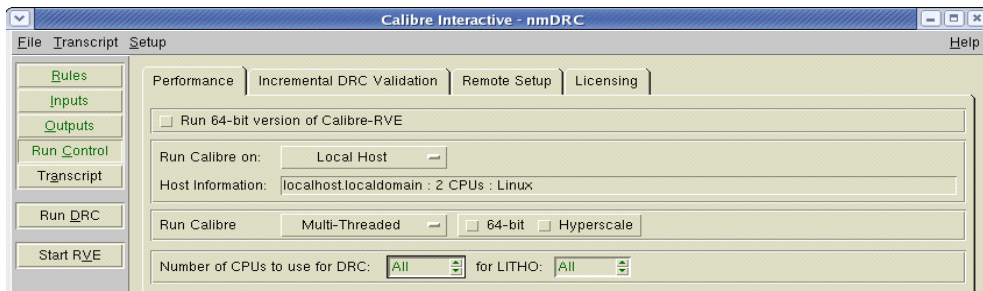 Calibre Interactive - nmDRC
File Transcript Setup Help
Rules
Inputs
Outputs
Run Control
Transcript
Run DRC
Start RVE
Performance Incremental DRC Validation Remote Setup Licensing
Run 64-bit version of Calibre-RVE
Run Calibre on: Local Host
Host Information: localhost.localdomain : 2 CPUs : Linux
Run Calibre Multi-Threaded 64-bit Hyperscale
Number of CPUs to use for DRC: All for LITHO: All